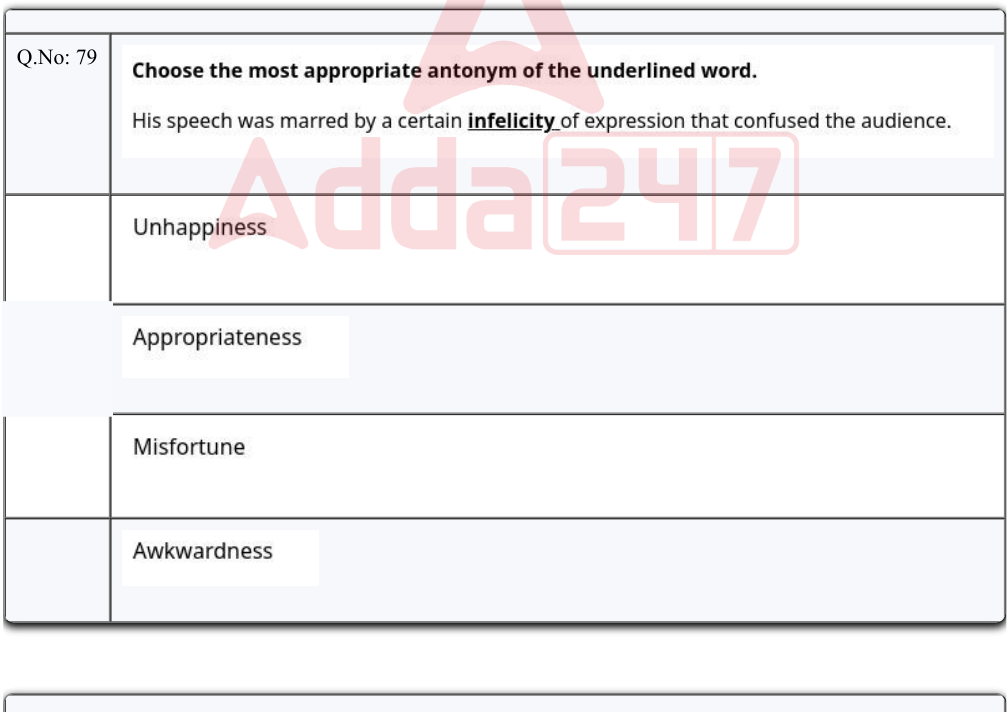 Q.No: 79
Choose the most appropriate antonym of the underlined word.
His speech was marred by a certain infelicity of expression that confused the audience.
Adda247
Unhappiness
Appropriateness
Misfortune
Awkwardness